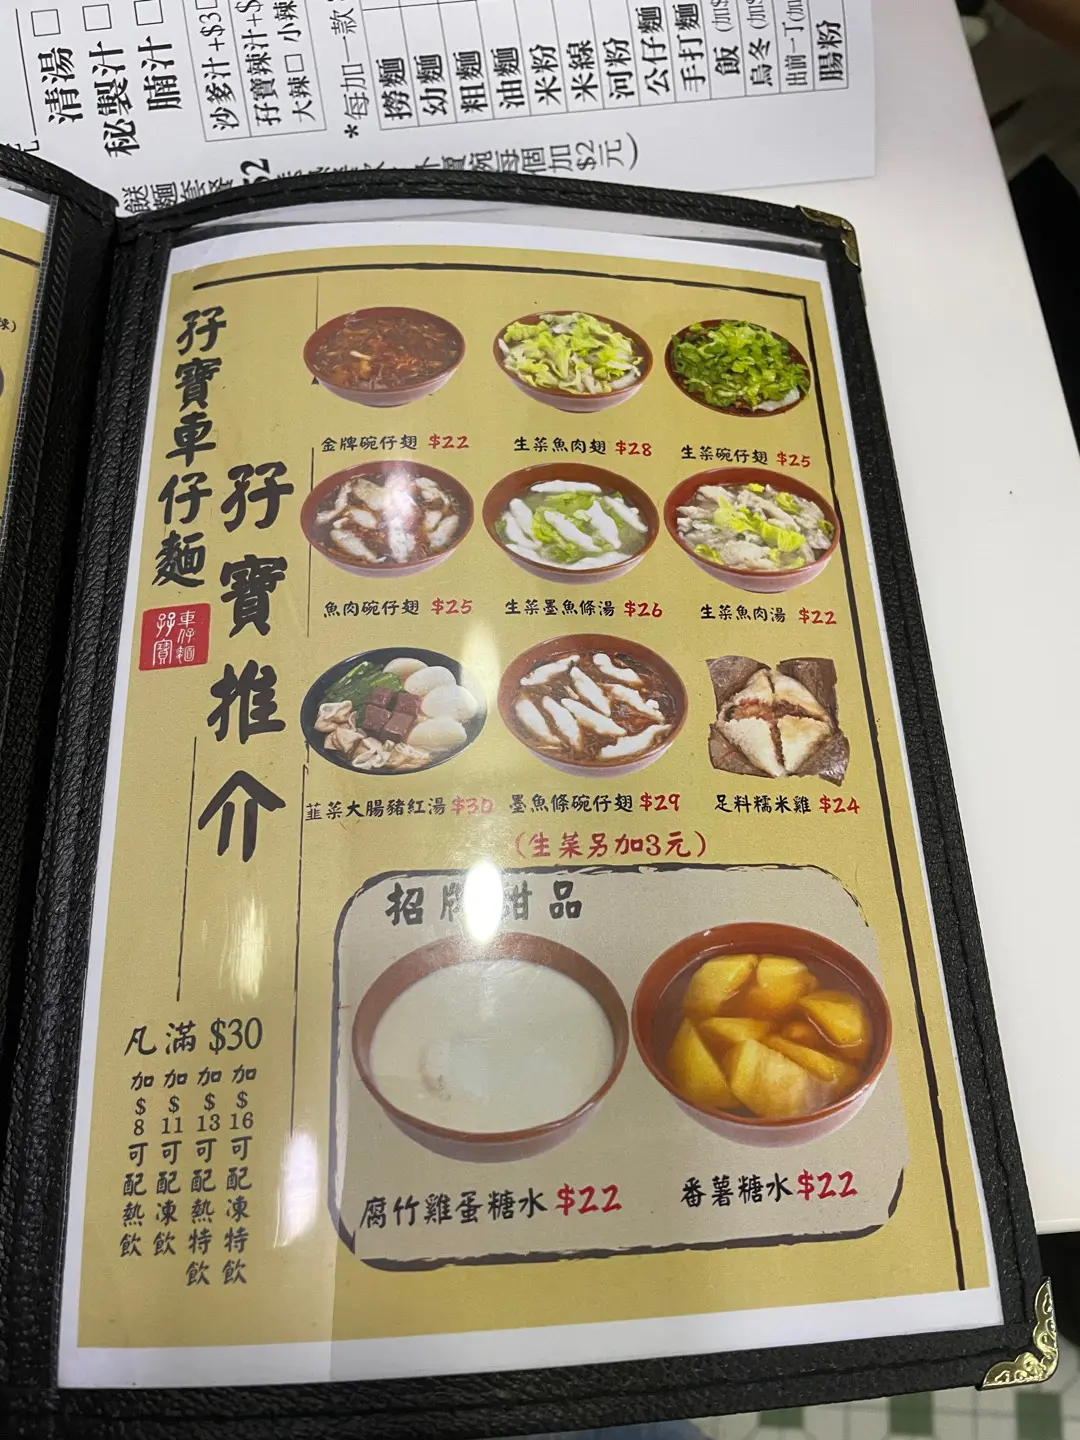 清湯 □
秘製汁 □
腩汁 □
沙爹汁+$3□
孖寶辣汁+$
大辣□ 小辣
*每加一款
撈麵
幼麵
粗麵
油麵
米粉
米線
河粉
公仔麵
手打麵
飯
烏冬
出前一丁
腸粉
孖寶車仔麵
孖寶
車仔麵
孖寶推介
金牌碗仔翅 $22
生菜魚肉翅 $28
生菜碗仔翅 $25
魚肉碗仔翅 $25
生菜墨魚條湯 $26
生菜魚肉湯 $22
韮菜大腸豬紅湯 $30
墨魚條碗仔翅 $29
足料糯米雞 $24
(生菜另加3元)
招牌甜品
腐竹雞蛋糖水 $22
番薯糖水 $22
凡滿 $30
加$8可配熱飲
加$11可配凍飲
加$13可配熱特飲
加$16可配凍特飲